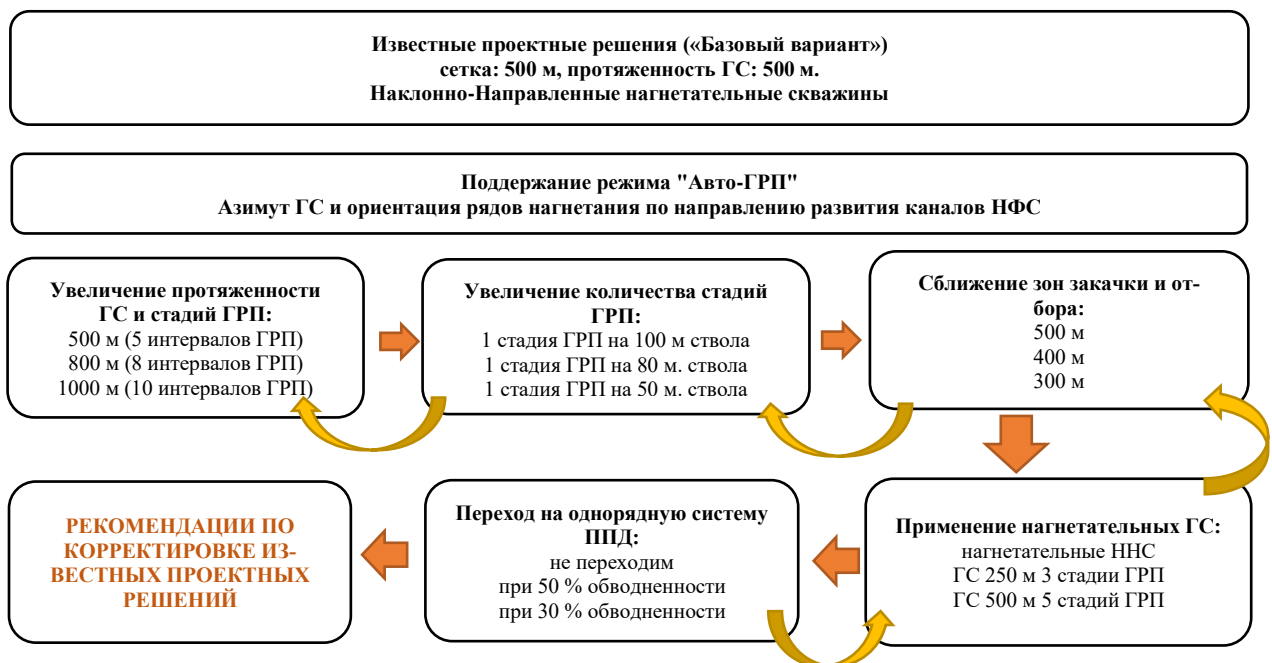 Известные проектные решения («Базовый вариант»)
сетка: 500 м, протяженность ГС: 500 м.
Наклонно-Направленные нагнетательные скважины
Поддержание режима "Авто-ГРП"
Азимут ГС и ориентация рядов нагнетания по направлению развития каналов НФС
Увеличение протяженности
ГС и стадий ГРП:
500 м (5 интервалов ГРП)
800 м (8 интервалов ГРП)
1000 м (10 интервалов ГРП)
Увеличение количества стадий
ГРП:
1 стадия ГРП на 100 м ствола
1 стадия ГРП на 80 м. ствола
1 стадия ГРП на 50 м. ствола
Сближение зон закачки и от-
бора:
500 м
400 м
300 м
Применение нагнетательных ГС:
нагнетательные ННС
ГС 250 м 3 стадии ГРП
ГС 500 м 5 стадий ГРП
Переход на однорядную систему
ППД:
не переходим
при 50 % обводненности
при 30 % обводненности
РЕКОМЕНДАЦИИ ПО
КОРРЕКТИРОВКЕ ИЗ-
ВЕСТНЫХ ПРОЕКТНЫХ
РЕШЕНИЙ